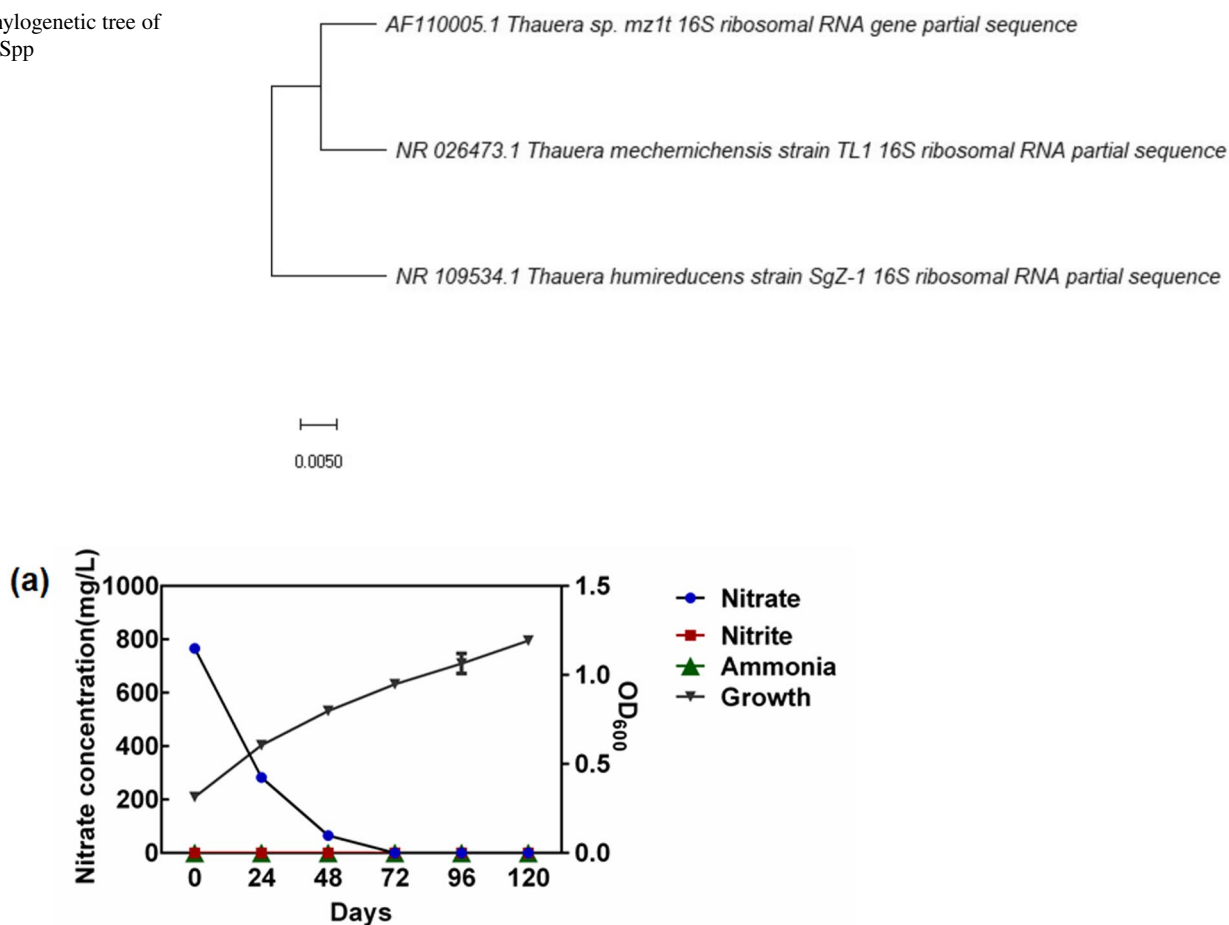 hylogenetic tree of
Spp
AF110005.1 Thauera sp. mz1t 16S ribosomal RNA gene partial sequence
NR 026473.1 Thauera mechernichensis strain TL1 16S ribosomal RNA partial sequence
NR 109534.1 Thauera humireducens strain SgZ-1 16S ribosomal RNA partial sequence
0.0050
(a)
Nitrate concentration(mg/L)
1000
800
600
400
200
0
1.5
1.0
0.5
0.0
OD600
0 24 48 72 96 120
Days
Nitrate
Nitrite
Ammonia
Growth